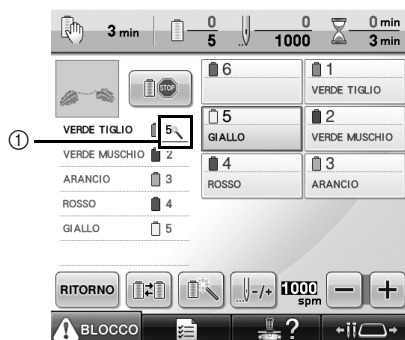 3 min 0 0 0 min
5 1000 3 min
6 1
VERDE TIGLIO
VERDE TIGLIO 5
5 2
GIALLO VERDE MUSCHIO
① VERDE MUSCHIO 2
ARANCIO 3
4 3
ROSSO ARANCIO
ROSSO 4
GIALLO 5
RITORNO -/+ 1000 spm − +
BLOCCO ?